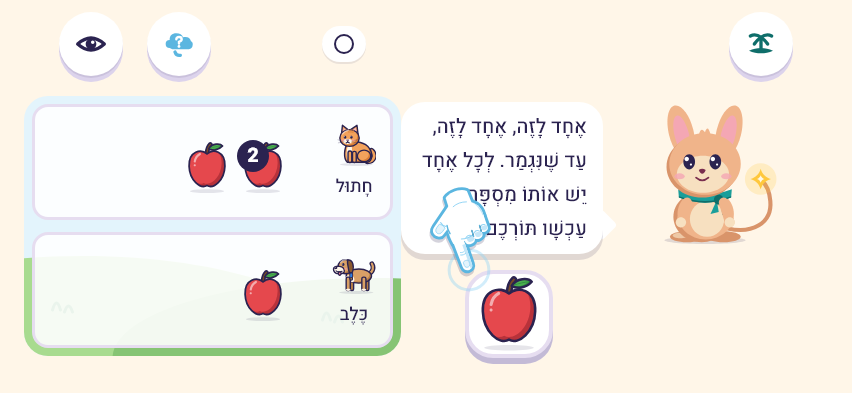 אֶחָד לָזֶה, אֶחָד לָזֶה,
עַד שֶׁנִּגְמַר. לְכָל אֶחָד
יֵשׁ אוֹתוֹ מִסְפָּר.
עַכְשָׁו תּוֹרְכֶם
2
חָתוּל
כֶּלֶב
?